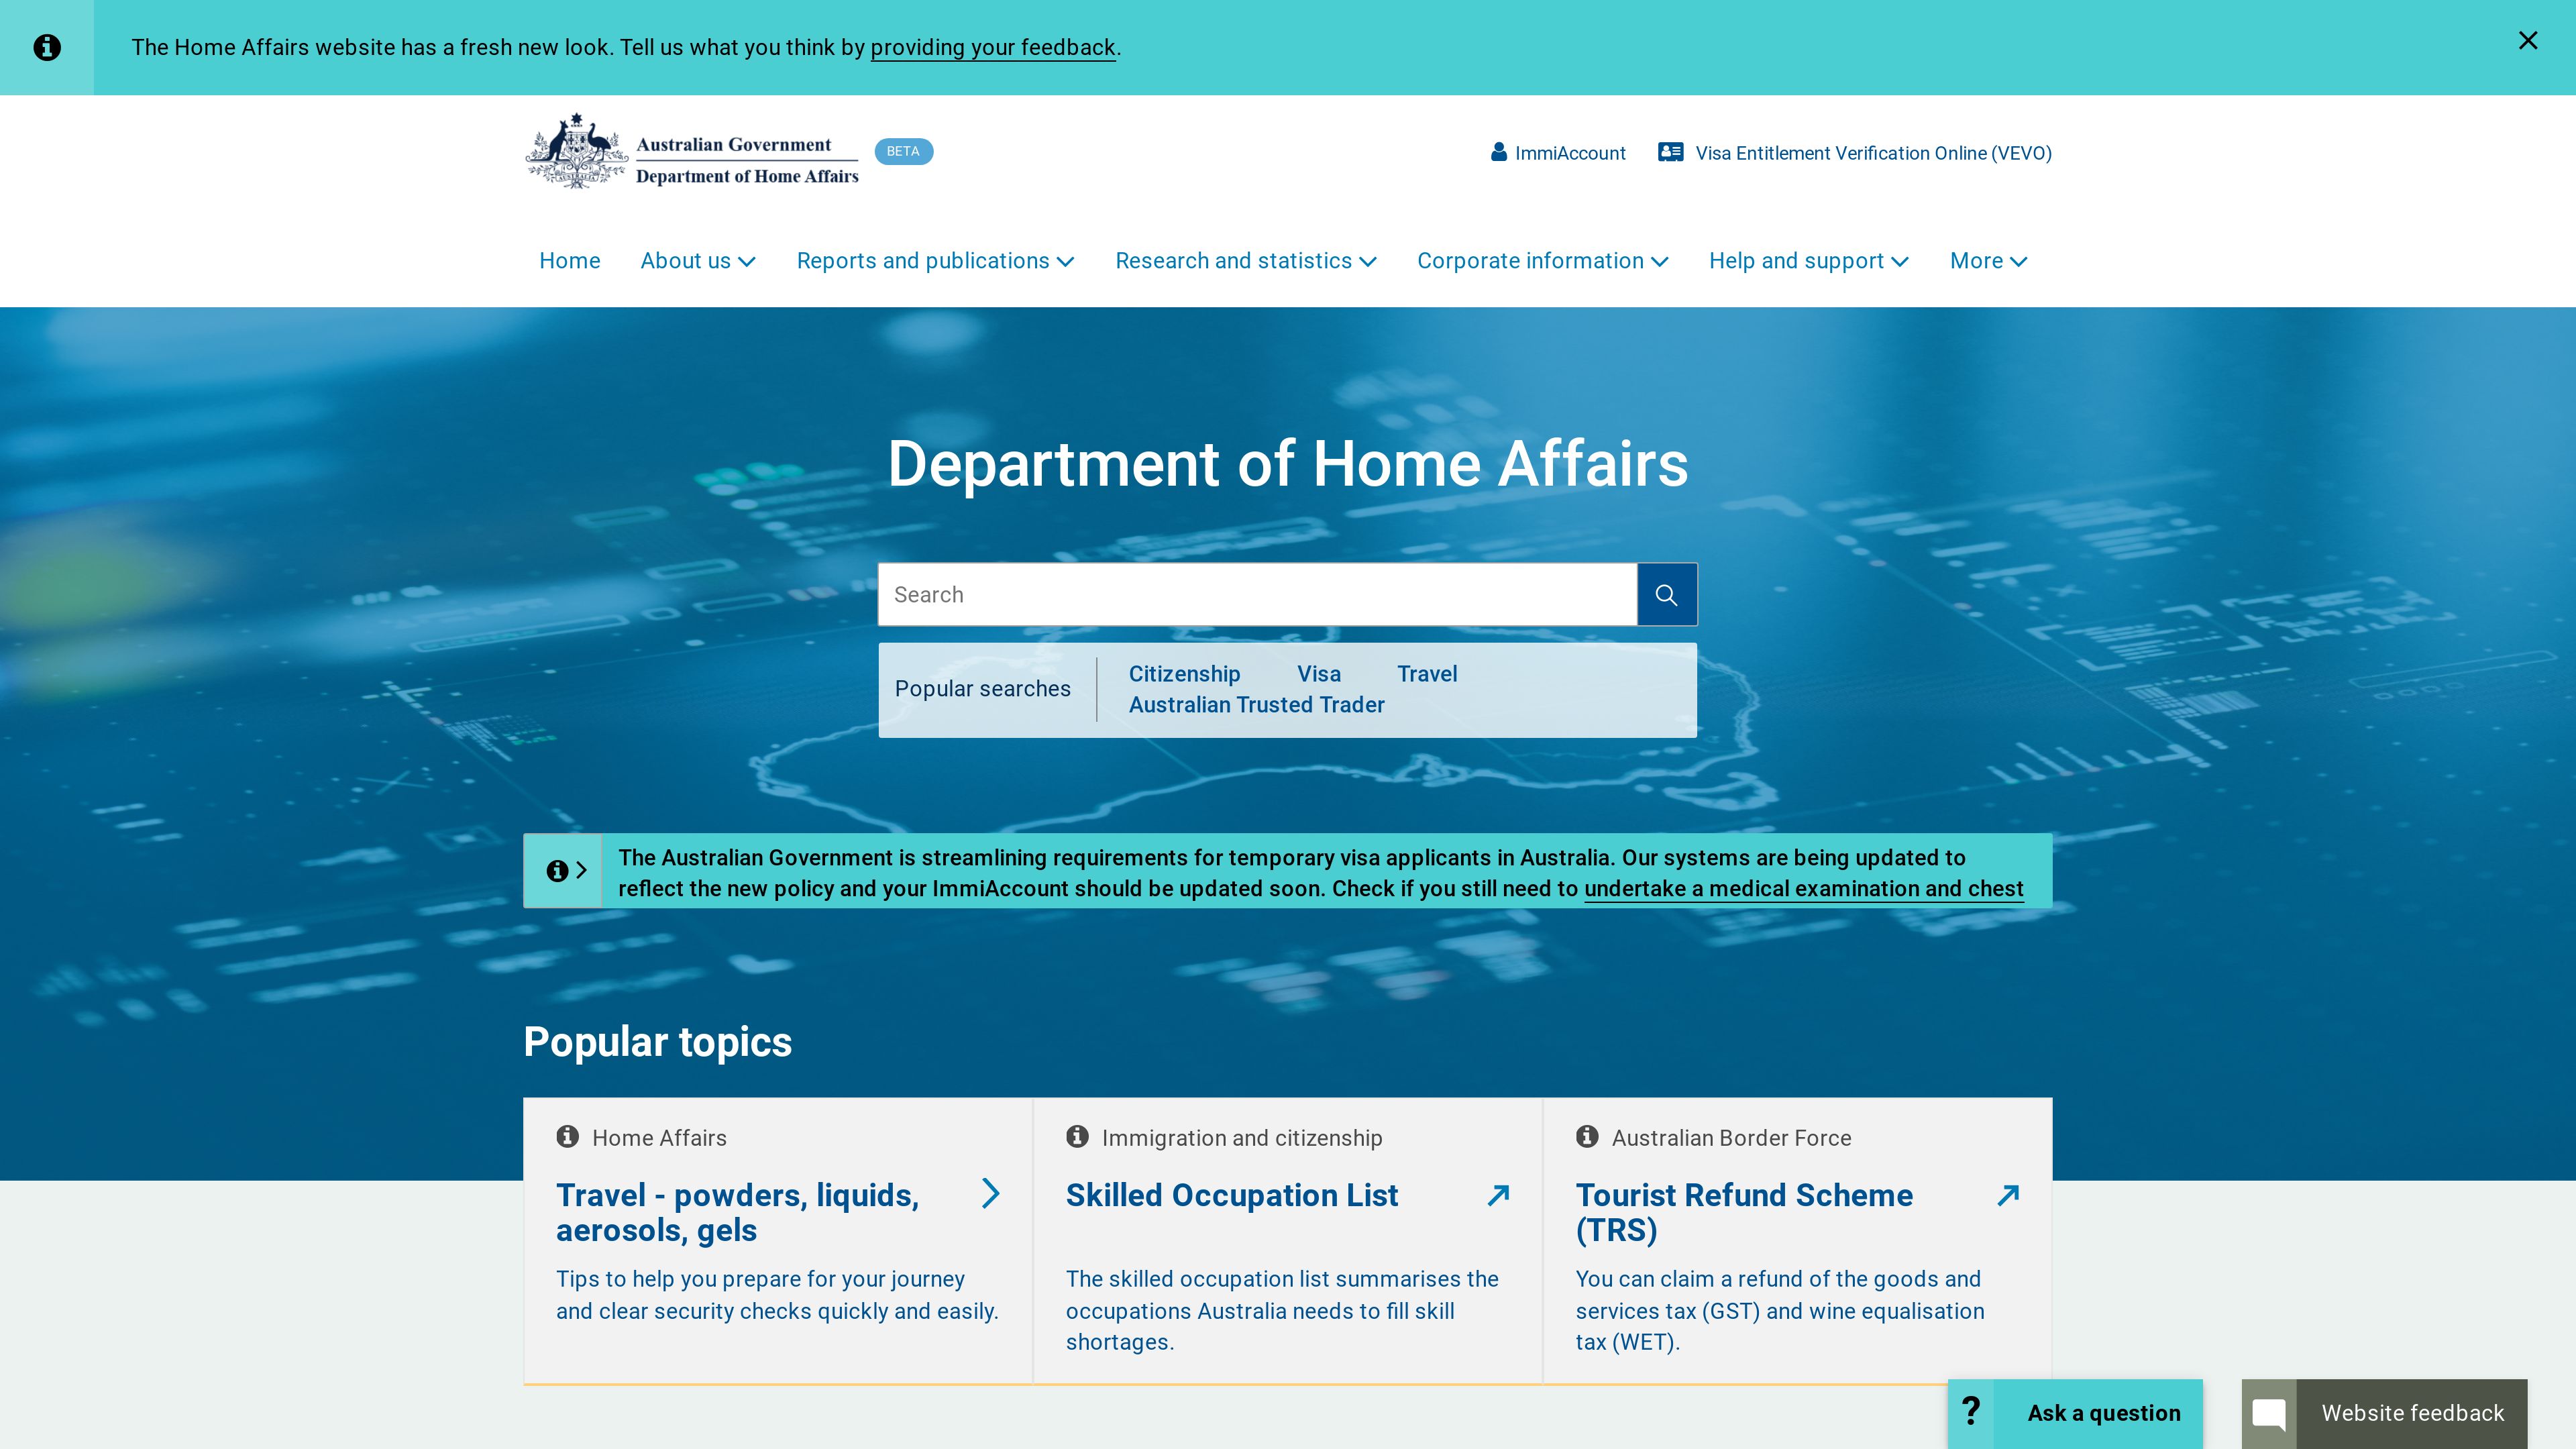 The Home Affairs website has a fresh new look. Tell us what you think by providing your feedback.
Australian Government
Department of Home Affairs
BETA
ImmiAccount
Visa Entitlement Verification Online (VEVO)
Home
About us
Reports and publications
Research and statistics
Corporate information
Help and support
More
Department of Home Affairs
Search
Popular searches
Citizenship
Visa
Travel
Australian Trusted Trader
The Australian Government is streamlining requirements for temporary visa applicants in Australia. Our systems are being updated to
reflect the new policy and your ImmiAccount should be updated soon. Check if you still need to undertake a medical examination and chest
Popular topics
Home Affairs
Travel - powders, liquids,
aerosols, gels
Tips to help you prepare for your journey
and clear security checks quickly and easily.
Immigration and citizenship
Skilled Occupation List
The skilled occupation list summarises the
occupations Australia needs to fill skill
shortages.
Australian Border Force
Tourist Refund Scheme
(TRS)
You can claim a refund of the goods and
services tax (GST) and wine equalisation
tax (WET).
? Ask a question
Website feedback